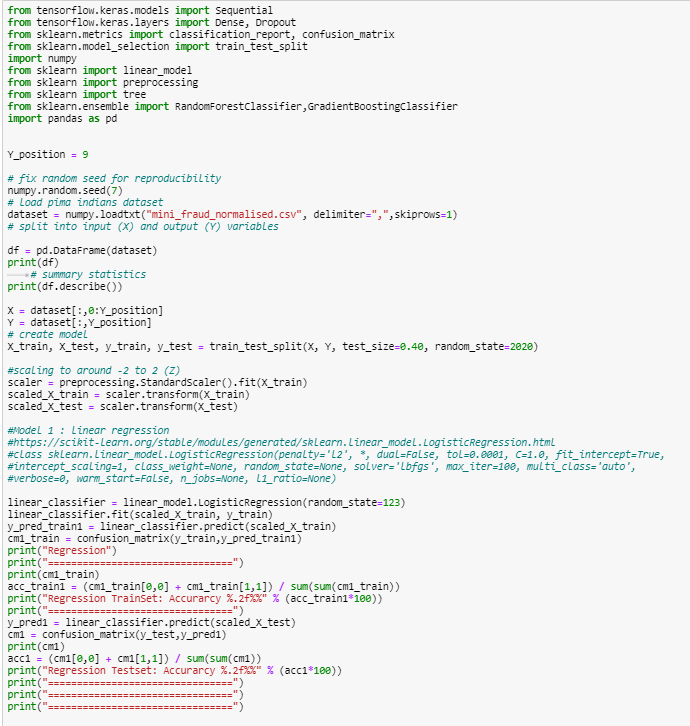 from tensorflow.keras.models import Sequential
from tensorflow.keras.layers import Dense, Dropout
from sklearn.metrics import classification_report, confusion_matrix
from sklearn.model_selection import train_test_split
import numpy
from sklearn import linear_model
from sklearn import preprocessing
from sklearn import tree
from sklearn.ensemble import RandomForestClassifier,GradientBoostingClassifier
import pandas as pd
Y_position = 9
# fix random seed for reproducibility
numpy.random.seed(7)
# load pima indians dataset
dataset = numpy.loadtxt("mini_fraud_normalised.csv", delimiter=",",skiprows=1)
# split into input (X) and output (Y) variables
df = pd.DataFrame(dataset)
print(df)
# summary statistics
print(df.describe())
X = dataset[:,0:Y_position]
Y = dataset[:,Y_position]
# create model
X_train, X_test, y_train, y_test = train_test_split(X, Y, test_size=0.40, random_state=2020)
#scaling to around -2 to 2 (Z)
scaler = preprocessing.StandardScaler().fit(X_train)
scaled_X_train = scaler.transform(X_train)
scaled_X_test = scaler.transform(X_test)
#Model 1 : linear regression
#https://scikit-learn.org/stable/modules/generated/sklearn.linear_model.LogisticRegression.html
#class sklearn.linear_model.LogisticRegression(penalty='l2', *, dual=False, tol=0.0001, C=1.0, fit_intercept=True,
#intercept_scaling=1, class_weight=None, random_state=None, solver='lbfgs', max_iter=100, multi_class='auto',
#verbose=0, warm_start=False, n_jobs=None, l1_ratio=None)
linear_classifier = linear_model.LogisticRegression(random_state=123)
linear_classifier.fit(scaled_X_train, y_train)
y_pred_train1 = linear_classifier.predict(scaled_X_train)
cm1_train = confusion_matrix(y_train,y_pred_train1)
print("Regression")
print("================================")
print(cm1_train)
acc_train1 = (cm1_train[0,0] + cm1_train[1,1]) / sum(sum(cm1_train))
print("Regression TrainSet: Accurarcy %.2f%%" % (acc_train1*100))
print("================================")
y_pred1 = linear_classifier.predict(scaled_X_test)
cm1 = confusion_matrix(y_test,y_pred1)
print(cm1)
acc1 = (cm1[0,0] + cm1[1,1]) / sum(sum(cm1))
print("Regression Testset: Accurarcy %.2f%%" % (acc1*100))
print("================================")
print("================================")
print("================================")